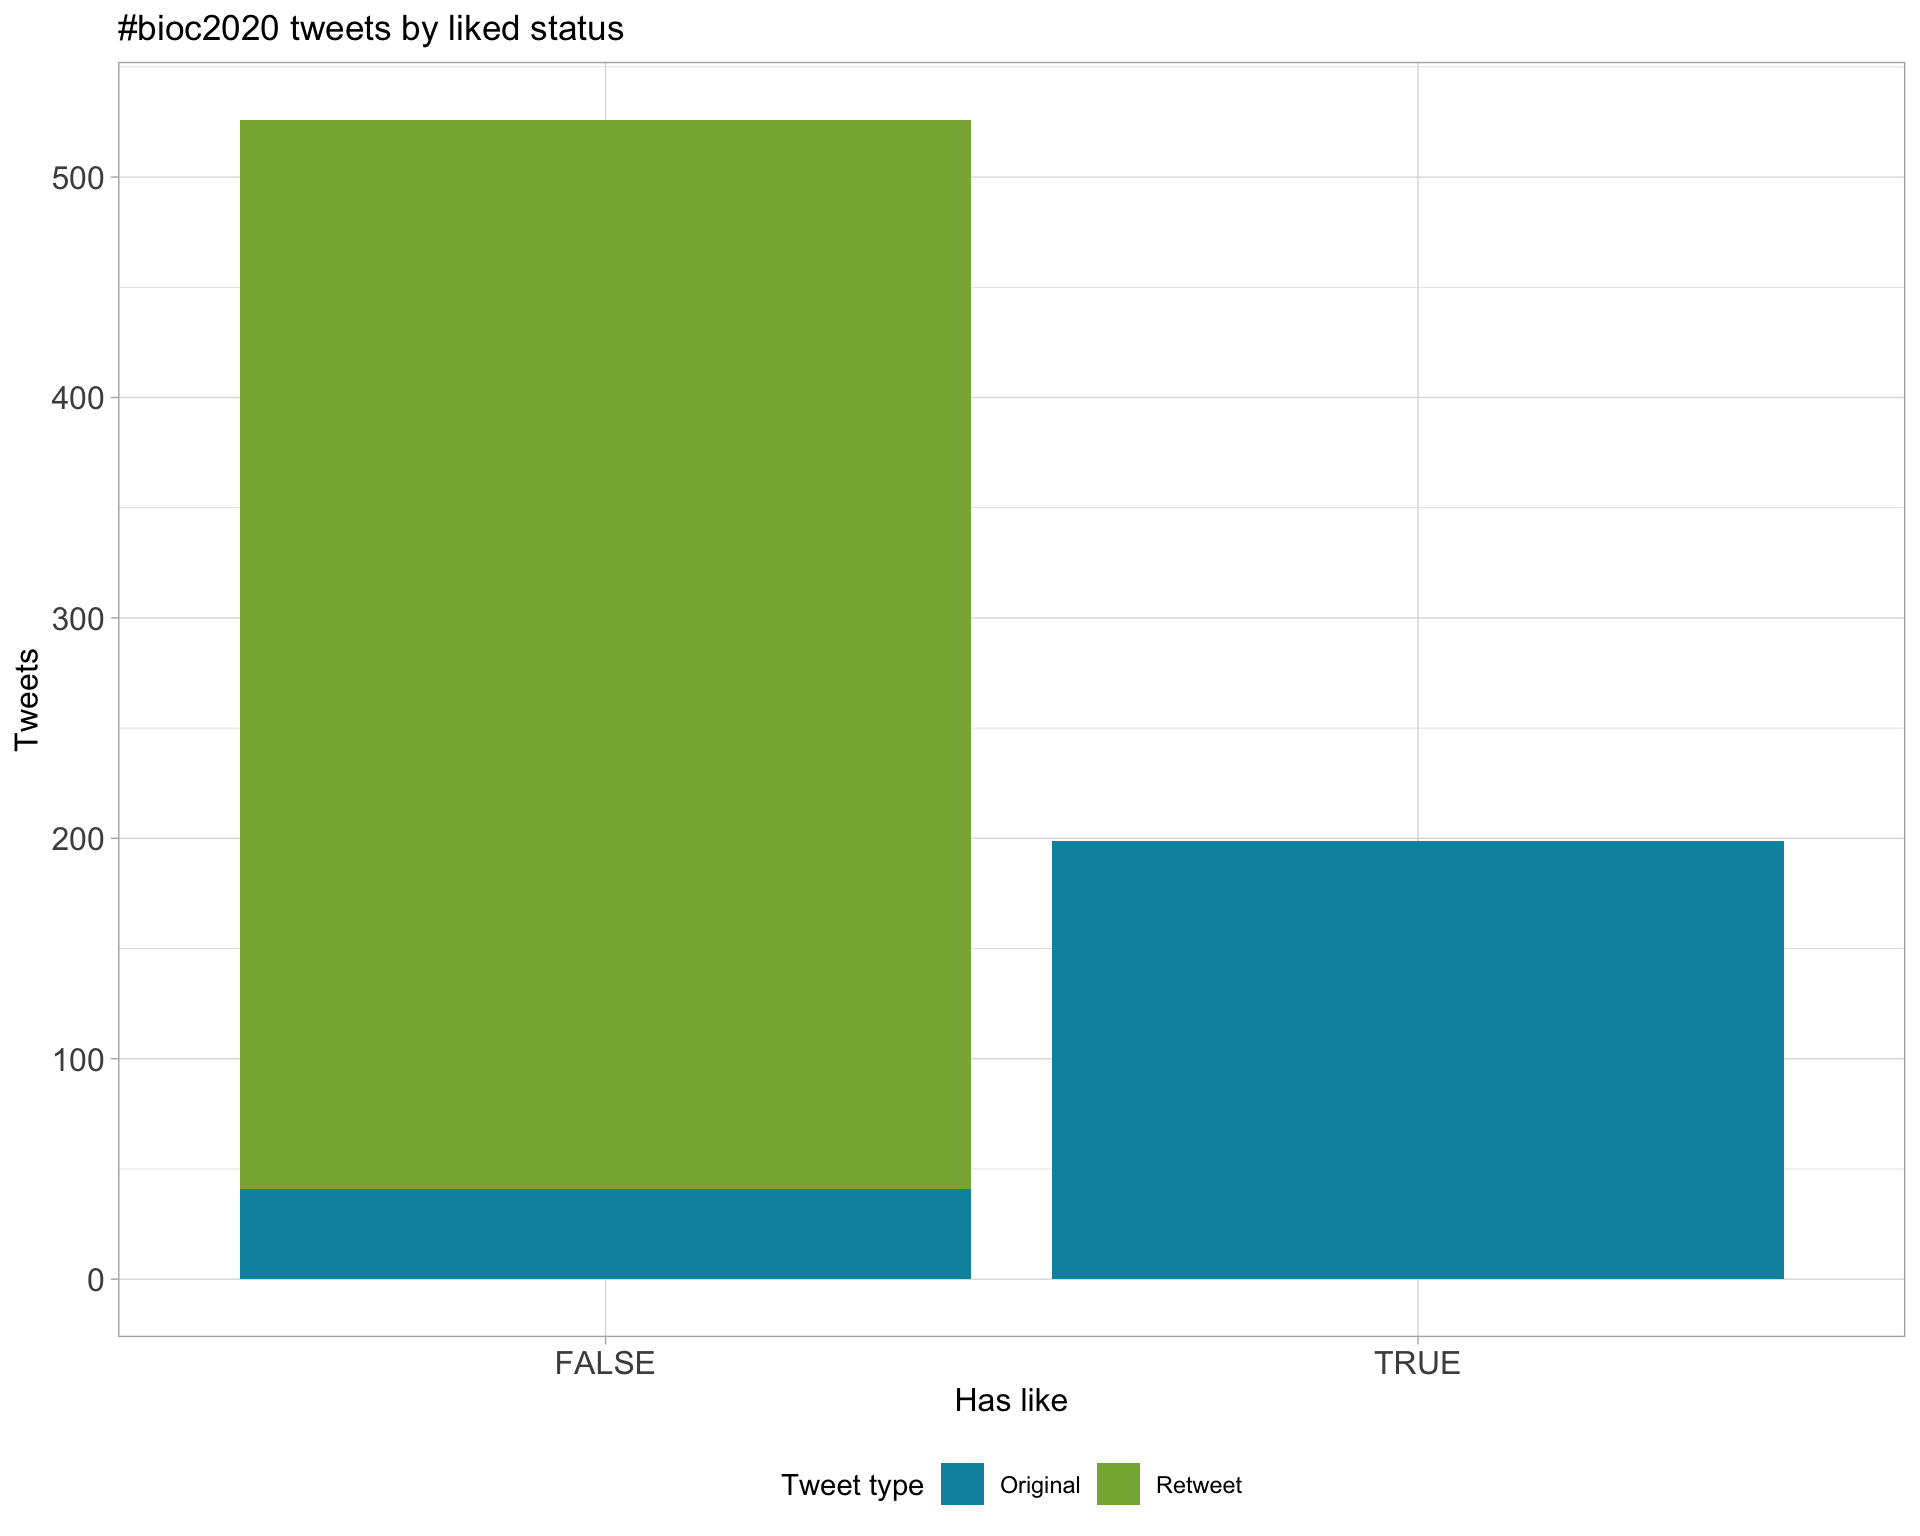 #bioc2020 tweets by liked status
500
400
300
200
100
0
Tweets
FALSE
TRUE
Has like
Tweet type
Original
Retweet